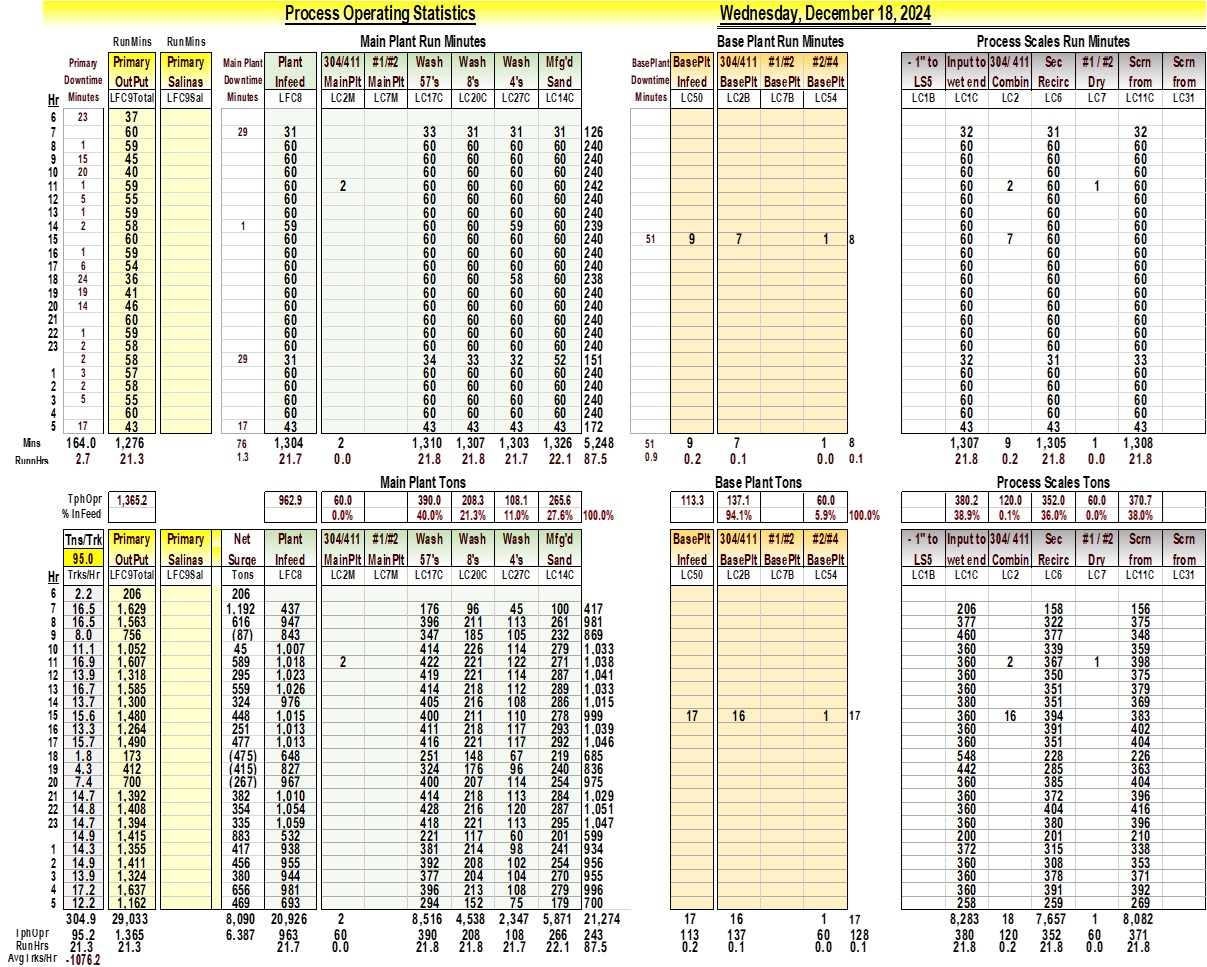 Process Operating Statistics Wednesday, December 18, 2024
RunMins RunMins Main Plant Run Minutes Base Plant Run Minutes Process Scales Run Minutes
Primary Primary Primary Main Plant Plant 304/411 #1/#2 Wash Wash Wash Mfg'd BasePlant BasePlt 304/411 #1/#2 #2/#4 - 1" to Input to 304/ 411 Sec #1 / #2 Scrn Scrn
Downtime OutPut Salinas Downtime Infeed MainPlt MainPlt 57's 8's 4's Sand Downtime Infeed BasePlt BasePlt BasePlt LS5 wet end Combin Recirc Dry from from
Hr Minutes LFC9Total LFC9Sal Minutes LFC8 LC2M LC7M LC17C LC20C LC27C LC14C Minutes LC50 LC2B LC7B LC54 LC1B LC1C LC2 LC6 LC7 LC11C LC31
6 23 37
7 60 29 31 33 31 31 31 126 32 31 32
8 1 59 60 60 60 60 60 240 60 60 60
9 15 45 60 60 60 60 60 240 60 60 60
10 20 40 60 60 60 60 60 240 60 60 60
11 1 59 60 2 60 60 60 60 242 60 2 60 1 60
12 5 55 60 60 60 60 60 240 60 60 60
13 1 59 60 60 60 60 60 240 60 60 60
14 2 58 1 59 60 60 59 60 239 60 60 60
15 60 60 60 60 60 60 240 51 9 7 1 8 60 7 60 60
16 1 59 60 60 60 60 60 240 60 60 60
17 6 54 60 60 60 60 60 240 60 60 60
18 24 36 60 60 60 58 60 238 60 60 60
19 19 41 60 60 60 60 60 240 60 60 60
20 14 46 60 60 60 60 60 240 60 60 60
21 60 60 60 60 60 60 240 60 60 60
22 1 59 60 60 60 60 60 240 60 60 60
23 2 58 60 60 60 60 60 240 60 60 60
2 58 29 31 34 33 32 52 151 32 31 33
1 3 57 60 60 60 60 60 240 60 60 60
2 2 58 60 60 60 60 60 240 60 60 60
3 5 55 60 60 60 60 60 240 60 60 60
4 60 60 60 60 60 60 240 60 60 60
5 17 43 17 43 43 43 43 43 172 43 43 43
Mins 164.0 1,276 76 1,304 2 1,310 1,307 1,303 1,326 5,248 51 9 7 1 8 1,307 9 1,305 1 1,308
RunnHrs 2.7 21.3 1.3 21.7 0.0 21.8 21.8 21.7 22.1 87.5 0.9 0.2 0.1 0.0 0.1 21.8 0.2 21.8 0.0 21.8
Main Plant Tons Base Plant Tons Process Scales Tons
TphOpr 1,365.2 962.9 60.0 390.0 208.3 108.1 265.6 113.3 137.1 60.0 380.2 120.0 352.0 60.0 370.7
% InFeed 0.0% 40.0% 21.3% 11.0% 27.6% 100.0% 94.1% 5.9% 100.0% 38.9% 0.1% 36.0% 0.0% 38.0%
Tns/Trk Primary Primary Net Plant 304/411 #1/#2 Wash Wash Wash Mfg'd BasePlt 304/411 #1/#2 #2/#4 - 1" to Input to 304/ 411 Sec #1 / #2 Scrn Scrn
95.0 OutPut Salinas Surge Infeed MainPlt MainPlt 57's 8's 4's Sand Infeed BasePlt BasePlt BasePlt LS5 wet end Combin Recirc Dry from from
Hr Trks/Hr LFC9Total LFC9Sal Tons LFC8 LC2M LC7M LC17C LC20C LC27C LC14C LC50 LC2B LC7B LC54 LC1B LC1C LC2 LC6 LC7 LC11C LC31
6 2.2 206 206
7 16.5 1,629 1,192 437 176 96 45 100 417 206 158 156
8 16.5 1,563 616 947 396 211 113 261 981 377 322 375
9 8.0 756 (87) 843 347 185 105 232 869 460 377 348
10 11.1 1,052 45 1,007 414 226 114 279 1,033 360 339 359
11 16.9 1,607 589 1,018 2 422 221 122 271 1,038 360 2 367 1 398
12 13.9 1,318 295 1,023 419 221 114 287 1,041 360 350 375
13 16.7 1,585 559 1,026 414 218 112 289 1,033 360 351 379
14 13.7 1,300 324 976 405 216 108 286 1,015 380 351 369
15 15.6 1,480 448 1,015 400 211 110 278 999 17 16 1 17 360 16 394 383
16 13.3 1,264 251 1,013 411 218 117 293 1,039 360 391 402
17 15.7 1,490 477 1,013 416 221 117 292 1,046 360 351 404
18 1.8 173 (475) 648 251 148 67 219 685 548 228 226
19 4.3 412 (415) 827 324 176 96 240 836 442 285 363
20 7.4 700 (267) 967 400 207 114 254 975 360 385 404
21 14.7 1,392 382 1,010 414 218 113 284 1,029 360 372 396
22 14.8 1,408 354 1,054 428 216 120 287 1,051 360 404 416
23 14.7 1,394 335 1,059 418 221 113 295 1,047 360 380 396
14.9 1,415 883 532 221 117 60 201 599 200 201 210
1 14.3 1,355 417 938 381 214 98 241 934 372 315 338
2 14.9 1,411 456 955 392 208 102 254 956 360 308 353
3 13.9 1,324 380 944 377 204 104 270 955 360 378 371
4 17.2 1,637 656 981 396 213 108 279 996 360 391 392
5 12.2 1,162 469 693 294 152 75 179 700 258 259 269
304.9 29,033 8,090 20,926 2 8,516 4,538 2,347 5,871 21,274 17 16 1 17 8,283 18 7,657 1 8,082
TphOpr 95.2 1,365 6.387 963 60 390 208 108 266 243 113 137 60 128 380 120 352 60 371
RunHrs 21.3 21.3 21.7 0.0 21.8 21.8 21.7 22.1 87.5 0.2 0.1 0.0 0.1 21.8 0.2 21.8 0.0 21.8
Avg Trks/Hr -1076.2